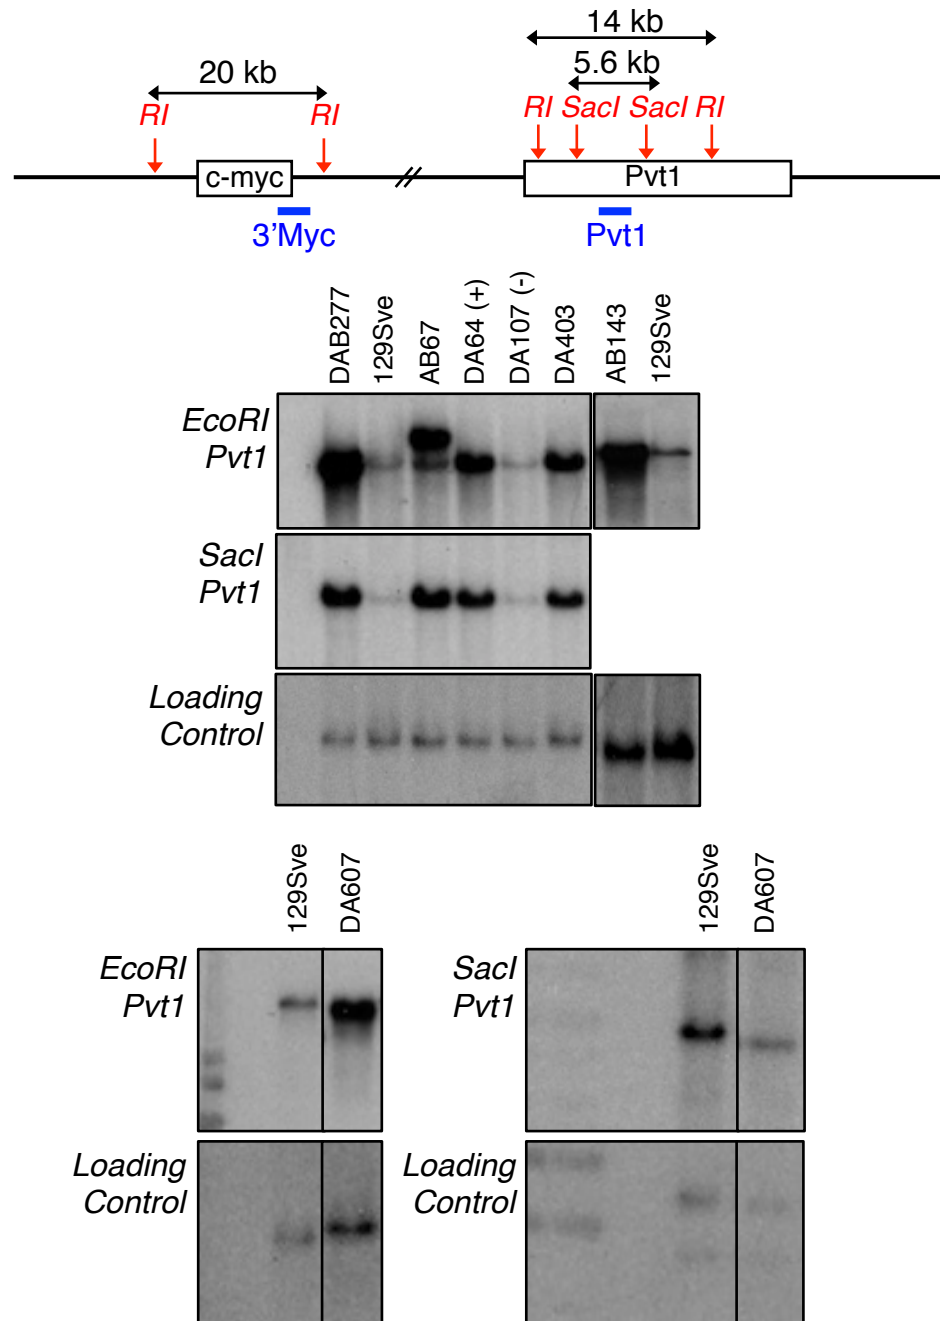 14 kb
20 kb
5.6 kb
RI
RI
RI SacI SacI RI
c-myc
Pvt1
3'Myc
Pvt1
DAB277
129Sve
AB67
DA64 (+)
DA107 (-)
DA403
AB143
129Sve
EcoRI
Pvt1
SacI
Pvt1
Loading
Control
129Sve
DA607
129Sve
DA607
EcoRI
Pvt1
SacI
Pvt1
Loading
Control
Loading
Control